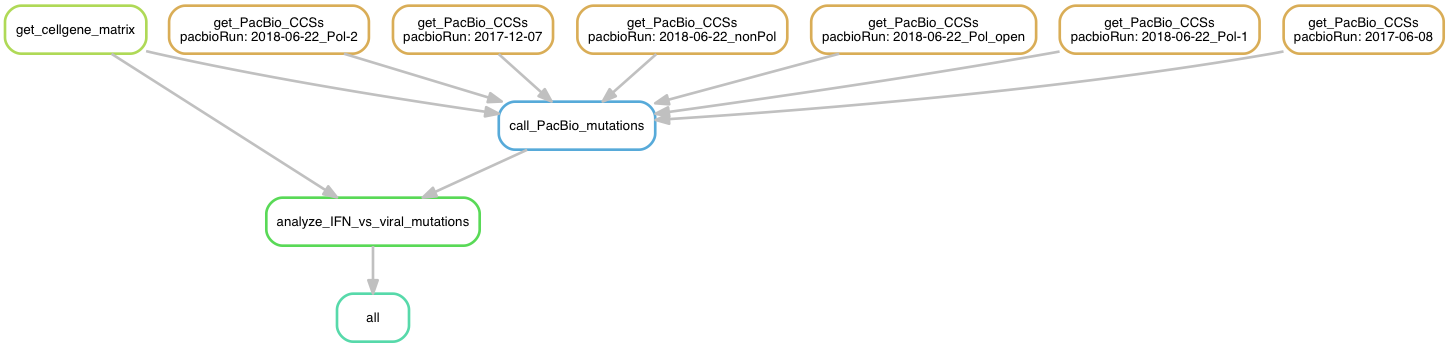 get_cellgene_matrix
get_PacBio_CCSs
pacbioRun: 2018-06-22_Pol-2
get_PacBio_CCSs
pacbioRun: 2017-12-07
get_PacBio_CCSs
pacbioRun: 2018-06-22_nonPol
get_PacBio_CCSs
pacbioRun: 2018-06-22_Pol_open
get_PacBio_CCSs
pacbioRun: 2018-06-22_Pol-1
get_PacBio_CCSs
pacbioRun: 2017-06-08
call_PacBio_mutations
analyze_IFN_vs_viral_mutations
all